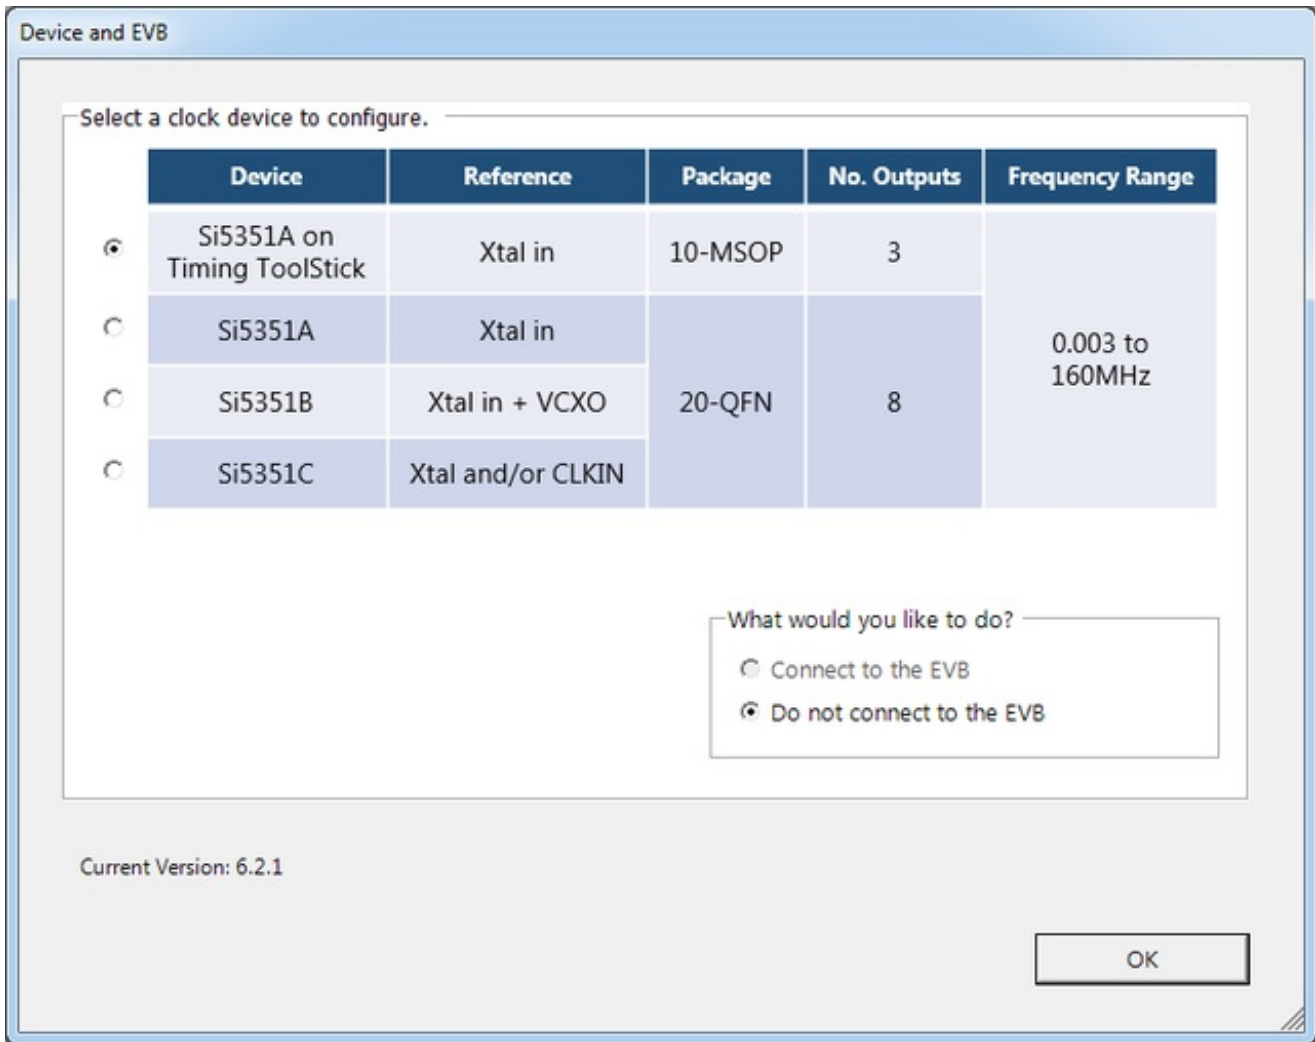 Device and EVB
Select a clock device to configure.
Device Reference Package No. Outputs Frequency Range
Si5351A on
Timing ToolStick
Xtal in 10-MSOP 3
Si5351A Xtal in
0.003 to
160MHz
Si5351B Xtal in + VCXO 20-QFN 8
Si5351C Xtal and/or CLKIN
What would you like to do?
Connect to the EVB
Do not connect to the EVB
Current Version: 6.2.1
OK